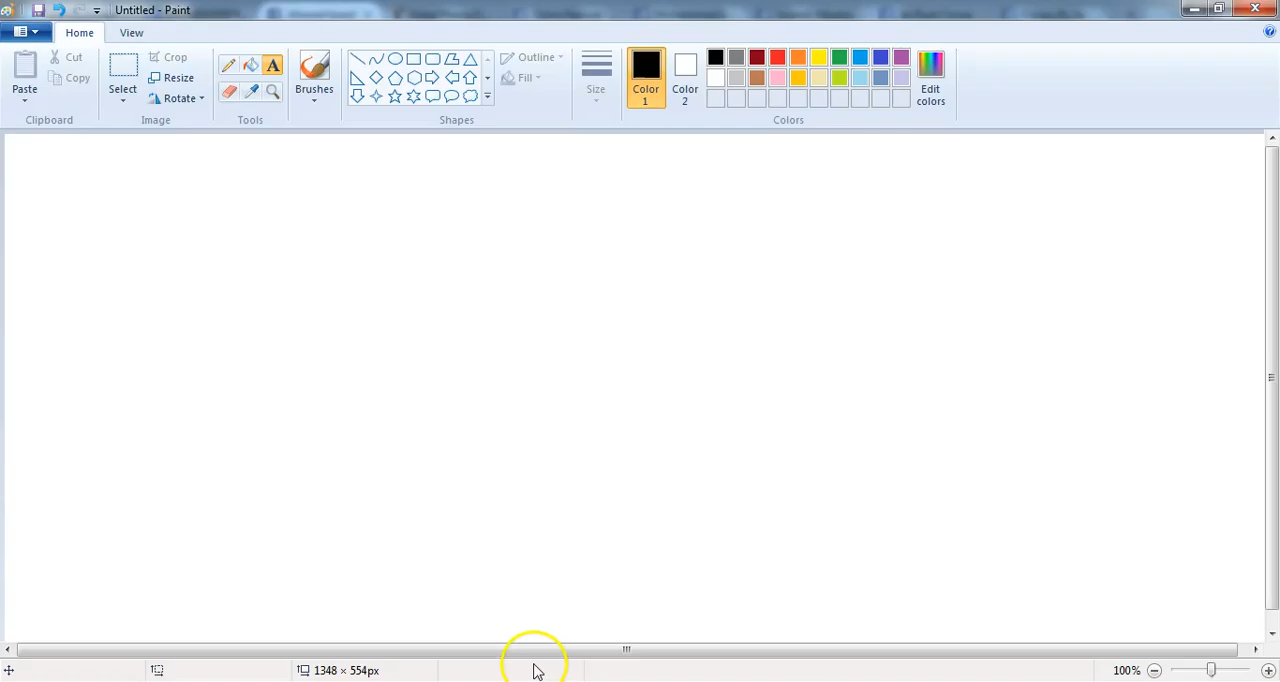 Untitled - Paint
Home View
Paste Cut Copy Select Crop Resize Rotate A Brushes Outline Fill Size Color 1 Color 2 Edit colors
Clipboard Image Tools Shapes Colors
1348 × 554px 100%